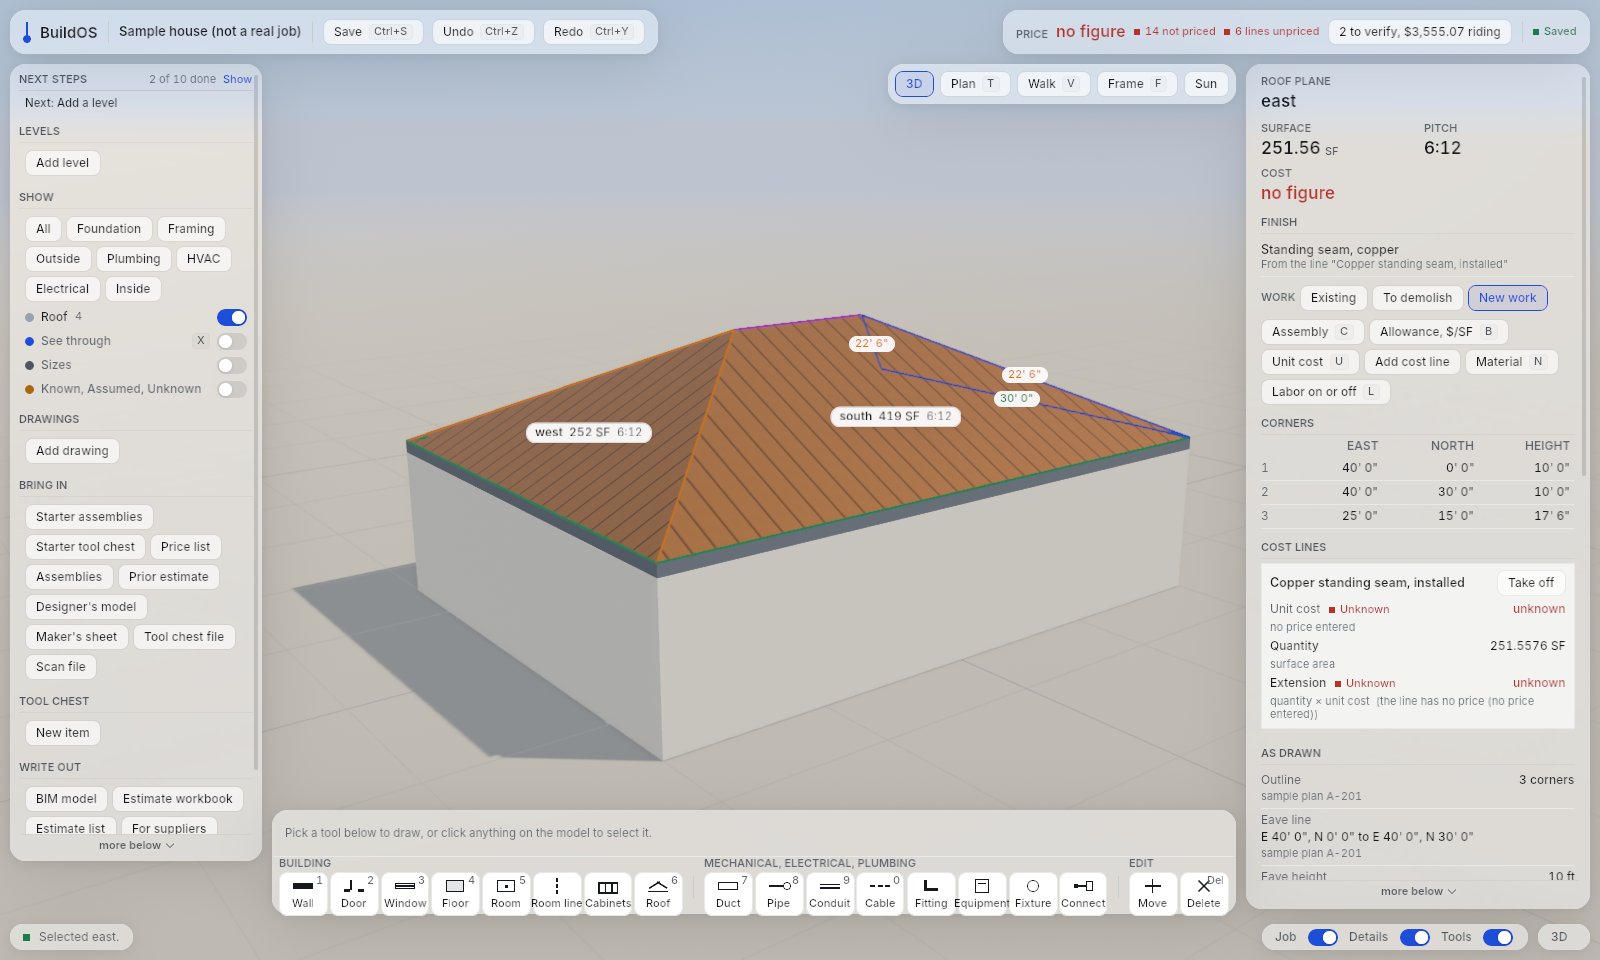 BuildOS
Sample house (not a real job)
Save Ctrl+S
Undo Ctrl+Z
Redo Ctrl+Y
PRICE no figure
14 not priced
6 lines unpriced
2 to verify, $3,555.07 riding
Saved
NEXT STEPS
2 of 10 done Show
Next: Add a level
LEVELS
Add level
SHOW
All Foundation Framing
Outside Plumbing HVAC
Electrical Inside
Roof 4
See through X
Sizes
Known, Assumed, Unknown
DRAWINGS
Add drawing
BRING IN
Starter assemblies
Starter tool chest Price list
Assemblies Prior estimate
Designer's model
Maker's sheet Tool chest file
Scan file
TOOL CHEST
New item
WRITE OUT
BIM model Estimate workbook
Estimate list For suppliers
more below
3D
Plan T
Walk V
Frame F
Sun
22' 6"
22' 6"
30' 0"
south 419 SF 6:12
west 252 SF 6:12
ROOF PLANE
east
SURFACE PITCH
251.56 SF 6:12
COST
no figure
FINISH
Standing seam, copper
From the line "Copper standing seam, installed"
WORK Existing To demolish New work
Assembly C Allowance, $/SF B
Unit cost U Add cost line Material N
Labor on or off L
CORNERS
EAST NORTH HEIGHT
1 40' 0" 0' 0" 10' 0"
2 40' 0" 30' 0" 10' 0"
3 25' 0" 15' 0" 17' 6"
COST LINES
Copper standing seam, installed Take off
Unit cost Unknown unknown
no price entered
Quantity 251.5576 SF
surface area
Extension Unknown unknown
quantity × unit cost (the line has no price (no price
entered))
AS DRAWN
Outline 3 corners
sample plan A-201
Eave line
E 40' 0", N 0' 0" to E 40' 0", N 30' 0"
sample plan A-201
Eave height 10 ft
more below
Pick a tool below to draw, or click anything on the model to select it.
BUILDING
1 Wall
2 Door
3 Window
4 Floor
5 Room
Room line
Cabinets
6 Roof
MECHANICAL, ELECTRICAL, PLUMBING
7 Duct
8 Pipe
9 Conduit
0 Cable
Fitting
Equipment
Fixture
Connect
EDIT
Move
Del Delete
Selected east.
Job Details Tools 3D